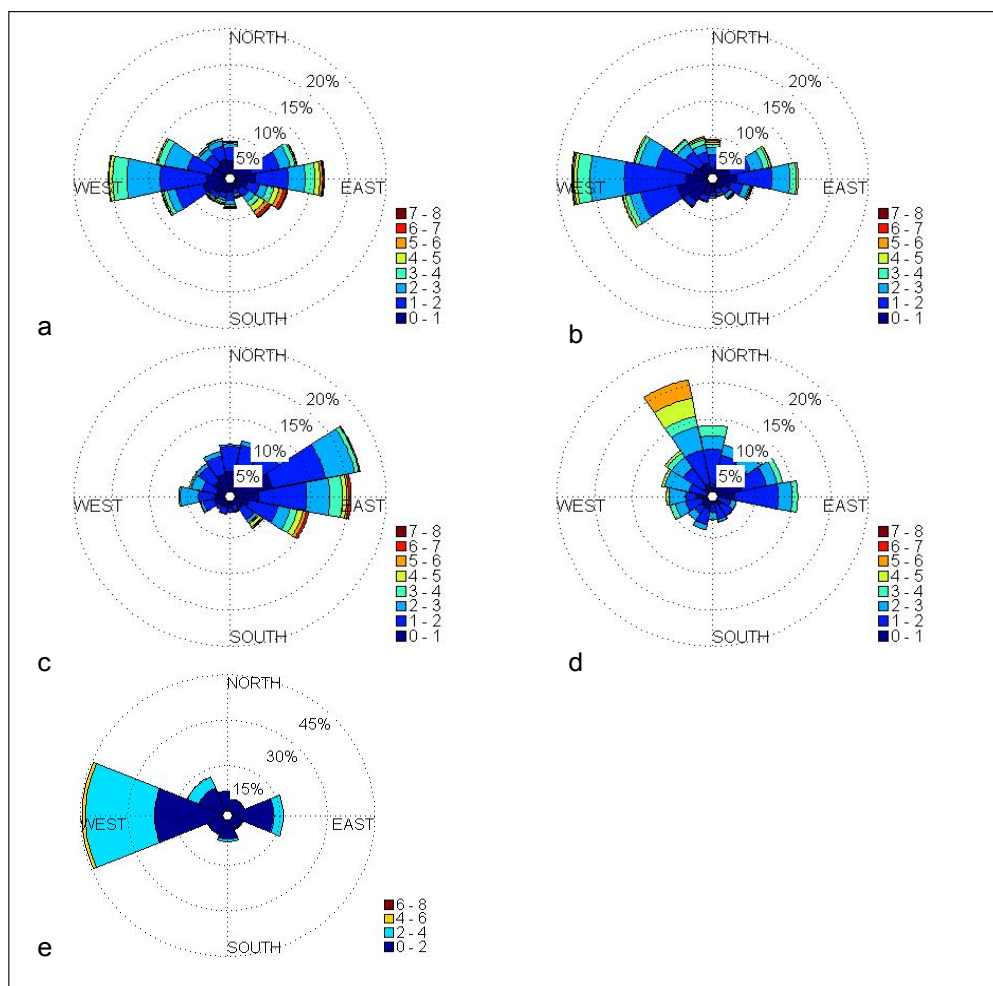 NORTH
20%
15%
10%
5%
WEST
EAST
7 - 8
6 - 7
5 - 6
4 - 5
3 - 4
2 - 3
1 - 2
0 - 1
SOUTH
a
NORTH
20%
15%
10%
5%
WEST
EAST
7 - 8
6 - 7
5 - 6
4 - 5
3 - 4
2 - 3
1 - 2
0 - 1
SOUTH
b
NORTH
20%
15%
10%
5%
WEST
EAST
7 - 8
6 - 7
5 - 6
4 - 5
3 - 4
2 - 3
1 - 2
0 - 1
SOUTH
c
NORTH
20%
15%
10%
5%
WEST
EAST
7 - 8
6 - 7
5 - 6
4 - 5
3 - 4
2 - 3
1 - 2
0 - 1
SOUTH
d
NORTH
45%
30%
15%
WEST
EAST
6 - 8
4 - 6
2 - 4
0 - 2
SOUTH
e